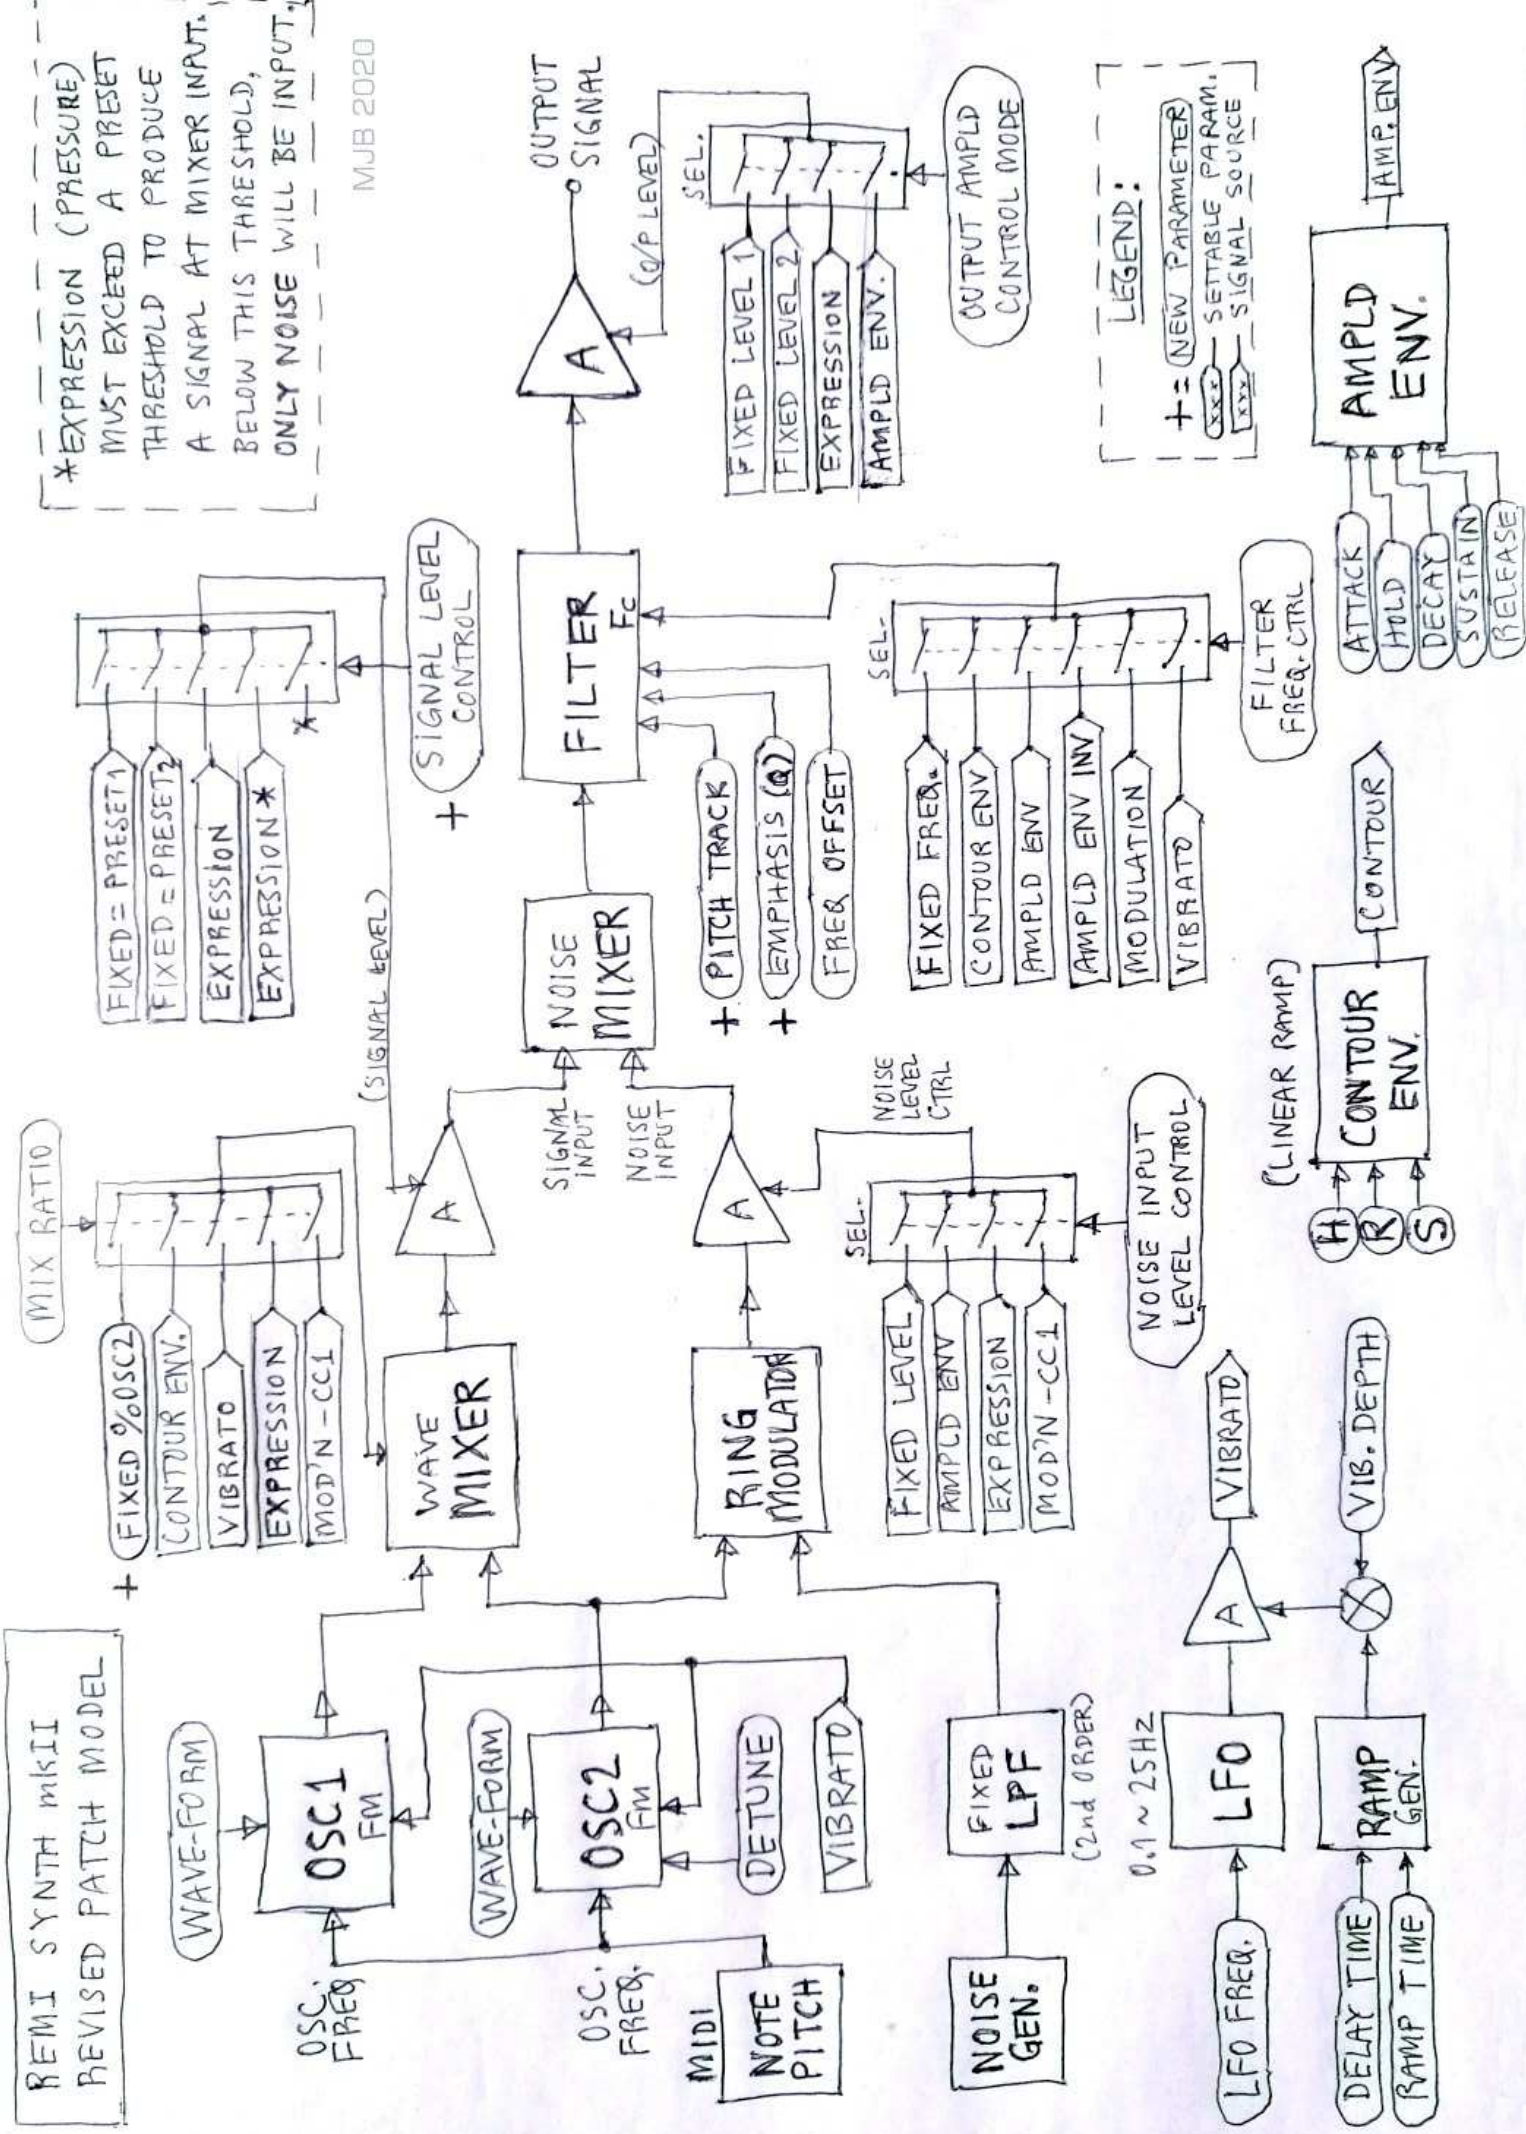 REMI SYNTH mkII
REVISED PATCH MODEL
*EXPRESSION (PRESSURE)
MUST EXCEED A PRESET
THRESHOLD TO PRODUCE
A SIGNAL AT MIXER INPUT.
BELOW THIS THRESHOLD,
ONLY NOISE WILL BE INPUT.
MJB 2020
MIX RATIO
+
FIXED %OSC2
CONTOUR ENV.
VIBRATO
EXPRESSION
MOD'N-CC1
FIXED=PRESET1
FIXED=PRESET2
EXPRESSION
EXPRESSION *
*
(SIGNAL LEVEL)
+
SIGNAL LEVEL
CONTROL
WAVE-FORM
OSC1
FM
OSC.
FREQ.
WAVE-FORM
OSC2
FM
OSC.
FREQ.
DETUNE
VIBRATO
MIDI
NOTE
PITCH
WAVE
MIXER
A
SIGNAL
INPUT
NOISE
INPUT
NOISE
MIXER
FILTER
Fc
A
OUTPUT
SIGNAL
(O/P LEVEL)
SEL.
FIXED LEVEL 1
FIXED LEVEL 2
EXPRESSION
AMPLD ENV.
OUTPUT AMPLD
CONTROL MODE
+ PITCH TRACK
+ EMPHASIS (Q)
FREQ OFFSET
RING
MODULATOR
A
NOISE
LEVEL
CTRL
SEL.
FIXED LEVEL
AMPLD ENV
EXPRESSION
MOD'N-CC1
NOISE INPUT
LEVEL CONTROL
SEL.
FIXED FREQ.
CONTOUR ENV
AMPLD ENV
AMPLD ENV INV
MODULATION
VIBRATO
FILTER
FREQ. CTRL
NOISE
GEN.
FIXED
LPF
(2nd ORDER)
LEGEND:
+ = NEW PARAMETER
xxx — SETTABLE PARAM.
xxx — SIGNAL SOURCE
LFO FREQ.
0.1 ~ 25Hz
LFO
A
VIBRATO
DELAY TIME
RAMP TIME
RAMP
GEN.
VIB. DEPTH
(LINEAR RAMP)
H
R
S
CONTOUR
ENV.
CONTOUR
ATTACK
HOLD
DECAY
SUSTAIN
RELEASE
AMPLD
ENV.
AMP. ENV